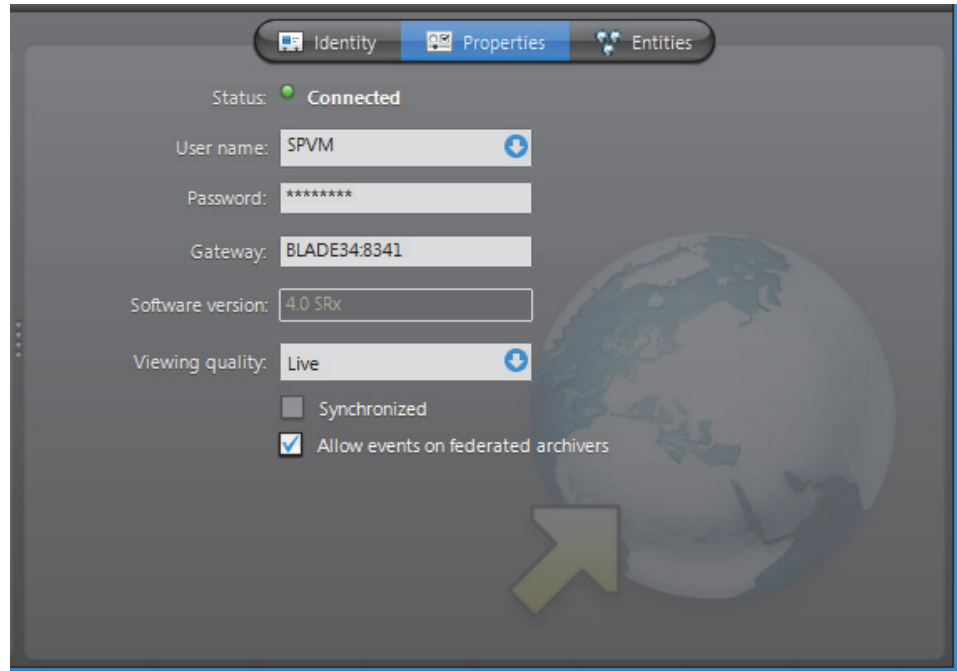 Identity Properties Entities
Status: Connected
User name: SPVM
Password: ********
Gateway: BLADE34:8341
Software version: 4.0 SRx
Viewing quality: Live
Synchronized
Allow events on federated archivers